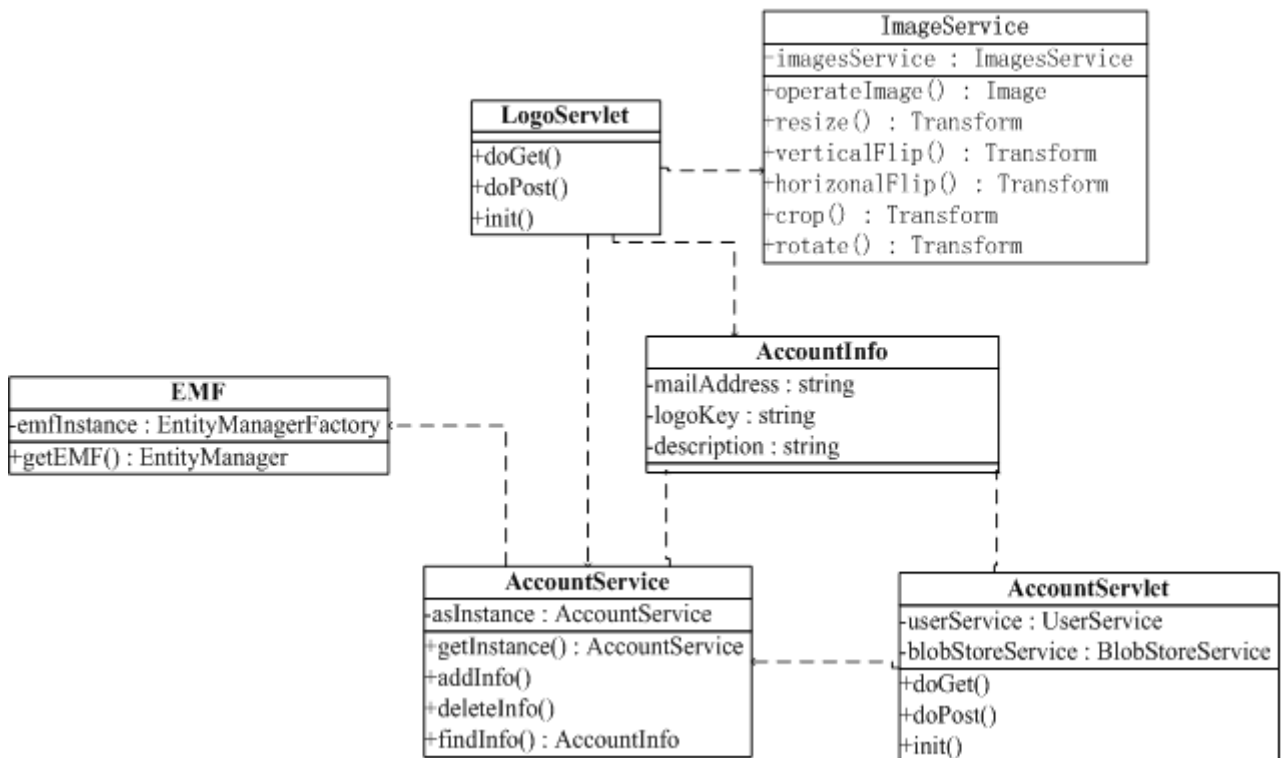 ImageService
-imagesService : ImagesService
+operateImage() : Image
+resize() : Transform
+verticalFlip() : Transform
+horizonalFlip() : Transform
+crop() : Transform
+rotate() : Transform
LogoServlet
+doGet()
+doPost()
+init()
AccountInfo
-mailAddress : string
-logoKey : string
-description : string
EMF
-emfInstance : EntityManagerFactory
+getEMF() : EntityManager
AccountService
-asInstance : AccountService
+getInstance() : AccountService
+addInfo()
+deleteInfo()
+findInfo() : AccountInfo
AccountServlet
-userService : UserService
-blobStoreService : BlobStoreService
+doGet()
+doPost()
+init()